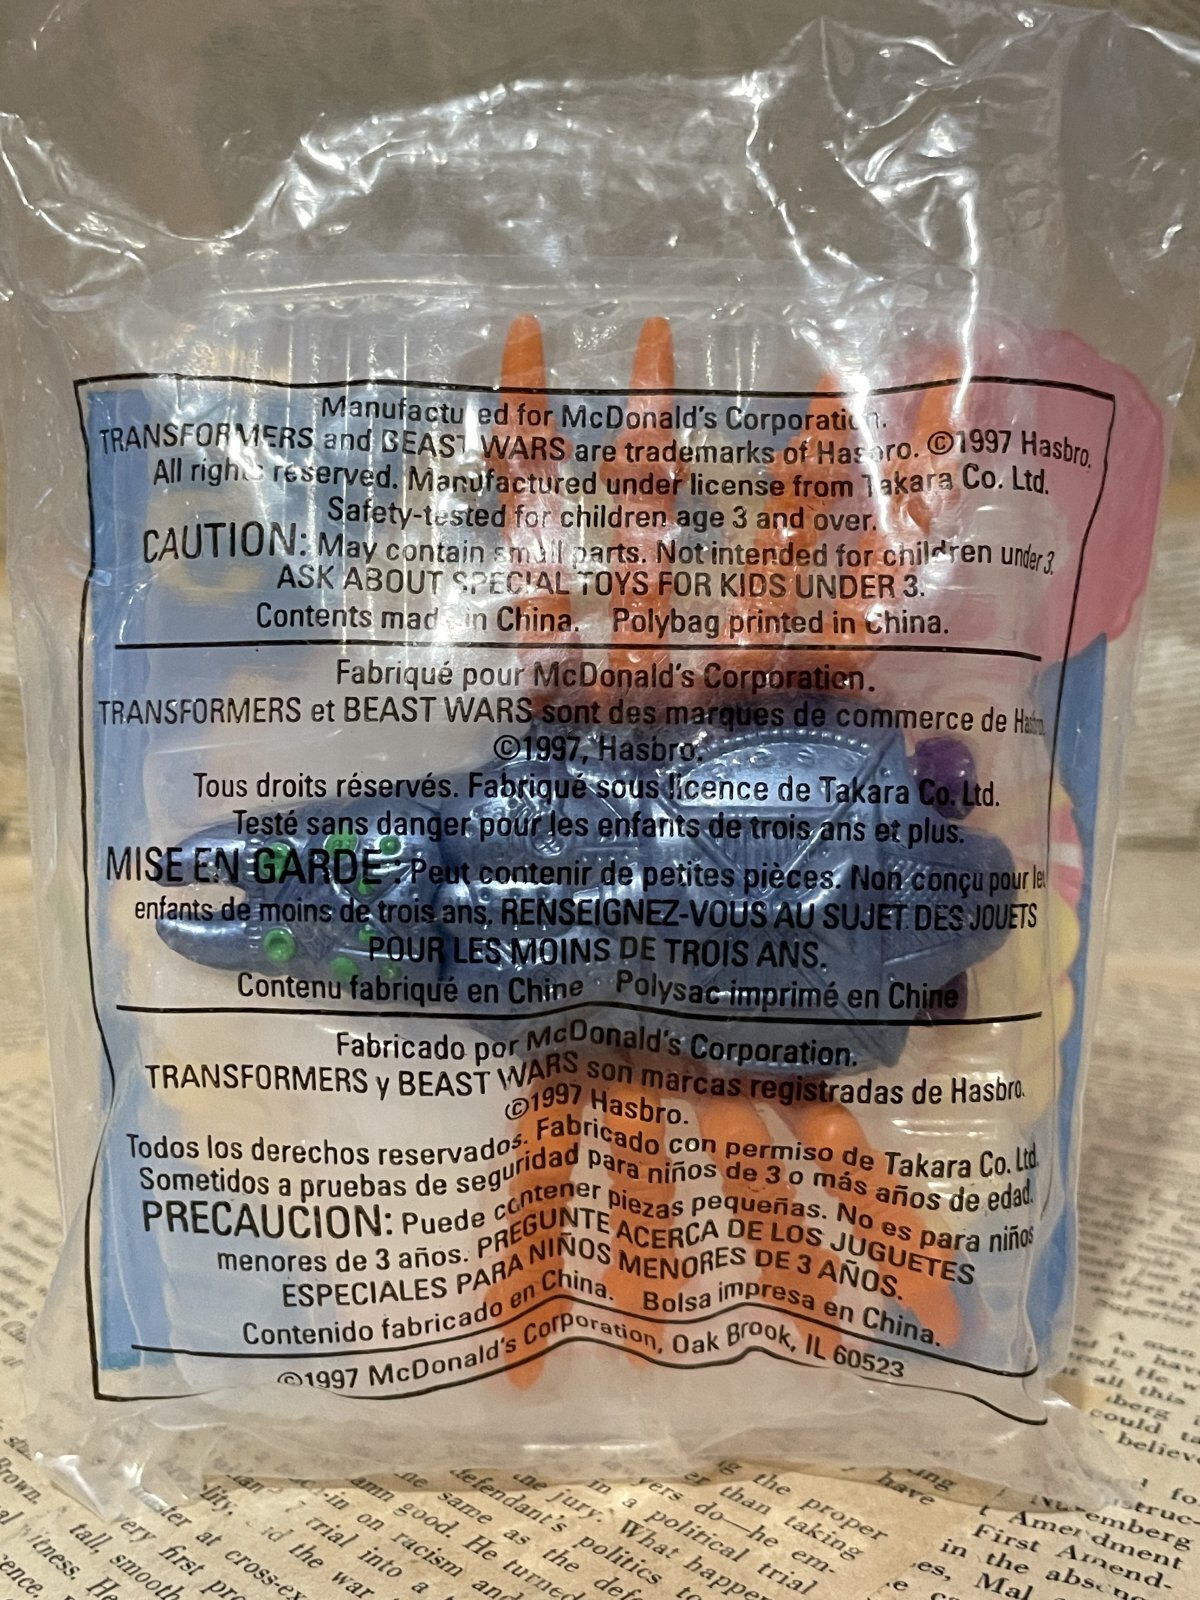 Manufactured for McDonald's Corporation.
TRANSFORMERS and BEAST WARS are trademarks of Hasbro. ©1997 Hasbro.
All rights reserved. Manufactured under license from Takara Co. Ltd.
Safety-tested for children age 3 and over.
CAUTION: May contain small parts. Not intended for children under 3.
ASK ABOUT SPECIAL TOYS FOR KIDS UNDER 3.
Contents made in China. Polybag printed in China.
Fabriqué pour McDonald's Corporation.
TRANSFORMERS et BEAST WARS sont des marques de commerce de Hasbro.
©1997, Hasbro.
Tous droits réservés. Fabriqué sous licence de Takara Co. Ltd.
Testé sans danger pour les enfants de trois ans et plus.
MISE EN GARDE : Peut contenir de petites pièces. Non conçu pour les
enfants de moins de trois ans. RENSEIGNEZ-VOUS AU SUJET DES JOUETS
POUR LES MOINS DE TROIS ANS.
Contenu fabriqué en Chine Polysac imprimé en Chine
Fabricado por McDonald's Corporation.
TRANSFORMERS y BEAST WARS son marcas registradas de Hasbro.
©1997 Hasbro.
Todos los derechos reservados. Fabricado con permiso de Takara Co. Ltd.
Sometidos a pruebas de seguridad para niños de 3 o más años de edad.
PRECAUCION: Puede contener piezas pequeñas. No es para niños
menores de 3 años. PREGUNTE ACERCA DE LOS JUGUETES
ESPECIALES PARA NIÑOS MENORES DE 3 AÑOS.
Contenido fabricado en China. Bolsa impresa en China.
©1997 McDonald's Corporation, Oak Brook, IL 60523